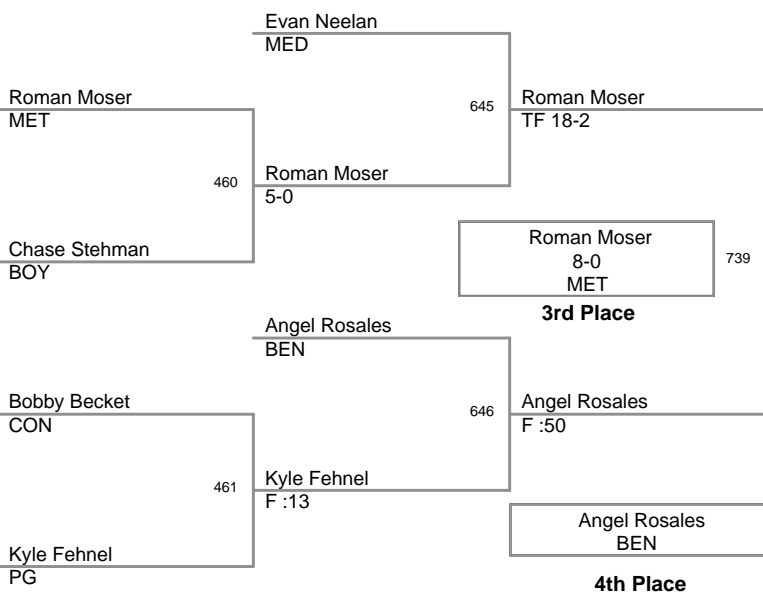 Evan Neelan
MED
Roman Moser
MET
645
Roman Moser
TF 18-2
460
Roman Moser
5-0
Chase Stehman
BOY
Roman Moser
8-0
MET
739
3rd Place
Angel Rosales
BEN
Bobby Becket
CON
646
Angel Rosales
F :50
461
Kyle Fehnel
F :13
Angel Rosales
BEN
Kyle Fehnel
PG
4th Place